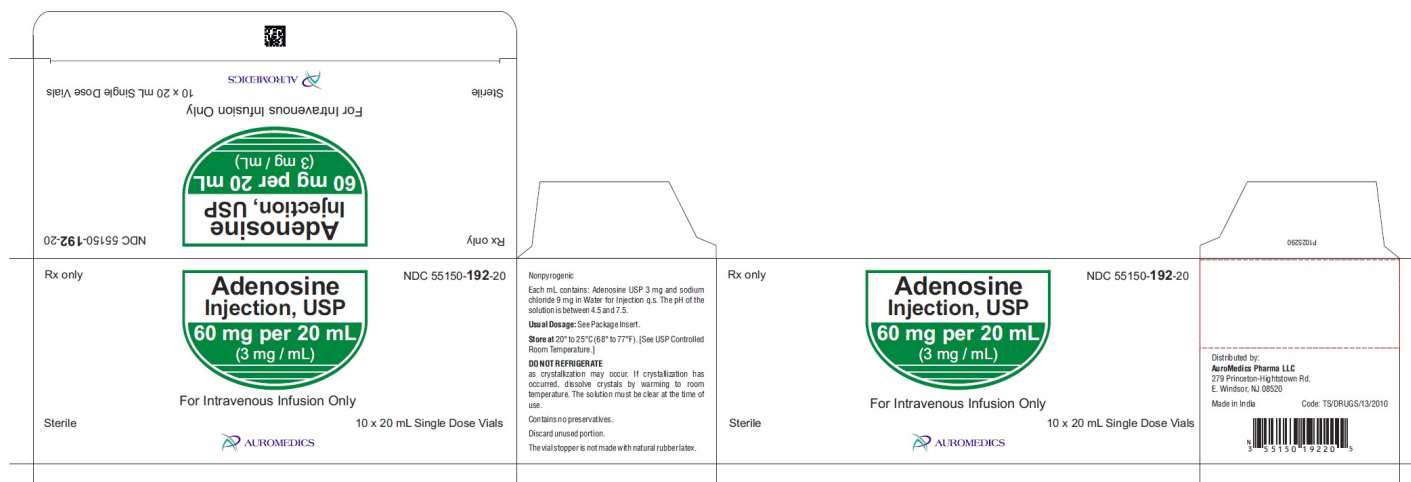 AUROMEDICS
10 x 20 mL Single Dose Vials
Sterile
For Intravenous Infusion Only
(3 mg / mL)
60 mg per 20 mL
Injection, USP
Adenosine
NDC 55150-192-20
Rx only
Rx only
NDC 55150-192-20
Adenosine
Injection, USP
60 mg per 20 mL
(3 mg / mL)
For Intravenous Infusion Only
Sterile
10 x 20 mL Single Dose Vials
AUROMEDICS
Nonpyrogenic
Each mL contains: Adenosine USP 3 mg and sodium
chloride 9 mg in Water for Injection q.s. The pH of the
solution is between 4.5 and 7.5.
Usual Dosage: See Package Insert.
Store at 20° to 25°C (68° to 77°F). [See USP Controlled
Room Temperature.]
DO NOT REFRIGERATE
as crystallization may occur. If crystallization has
occurred, dissolve crystals by warming to room
temperature. The solution must be clear at the time of
use.
Contains no preservatives.
Discard unused portion.
The vial stopper is not made with natural rubber latex.
Rx only
NDC 55150-192-20
Adenosine
Injection, USP
60 mg per 20 mL
(3 mg / mL)
For Intravenous Infusion Only
Sterile
10 x 20 mL Single Dose Vials
AUROMEDICS
P1025290
Distributed by:
AuroMedics Pharma LLC
279 Princeton-Hightstown Rd.
E. Windsor, NJ 08520
Made in India
Code: TS/DRUGS/13/2010
N
3 55150 19220 5